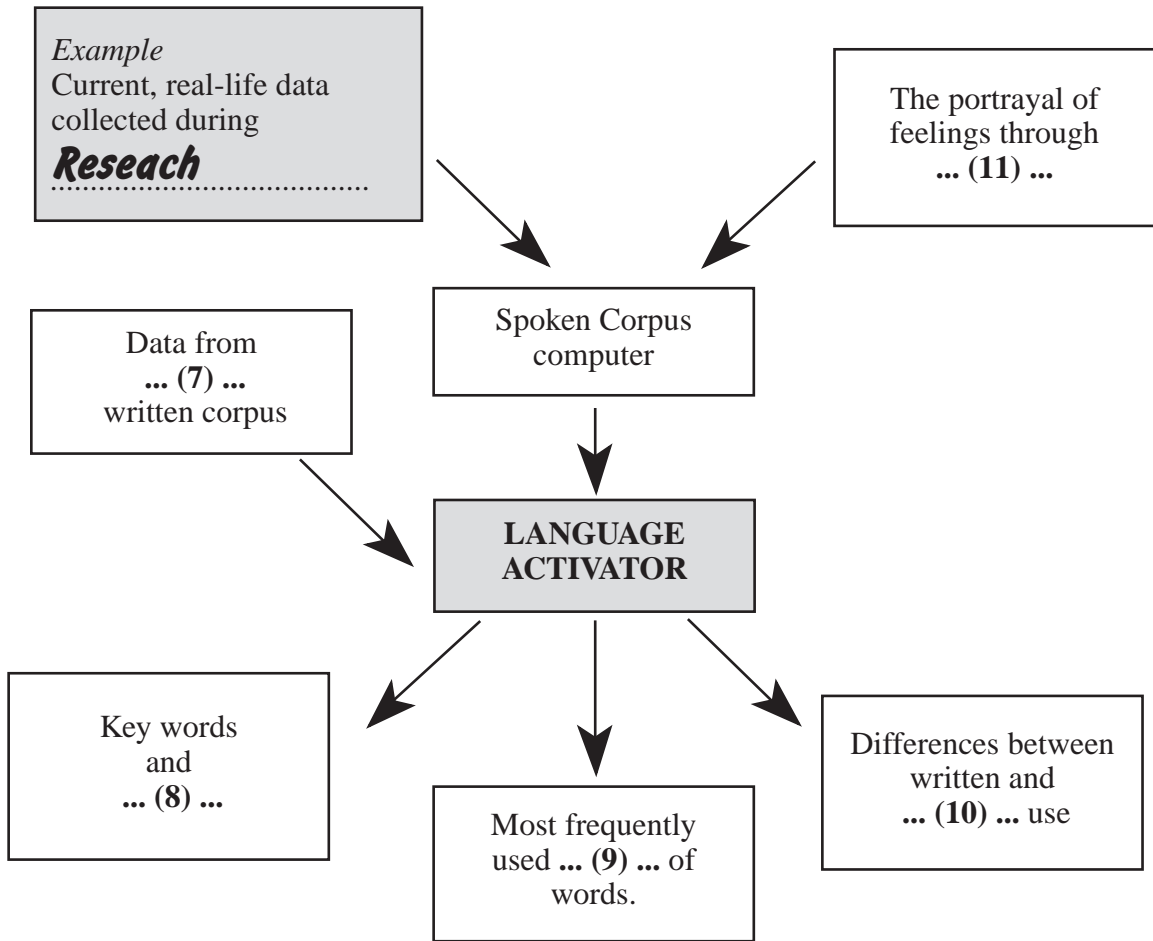 Example
Current, real-life data
collected during
Reseach
The portrayal of
feelings through
... (11) ...
Spoken Corpus
computer
Data from
... (7) ...
written corpus
LANGUAGE
ACTIVATOR
Key words
and
... (8) ...
Most frequently
used ... (9) ... of
words.
Differences between
written and
... (10) ... use